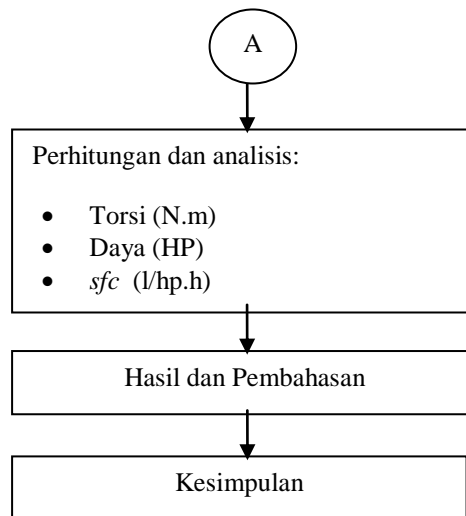 A
Perhitungan dan analisis:
• Torsi (N.m)
• Daya (HP)
• sfc (l/hp.h)
Hasil dan Pembahasan
Kesimpulan